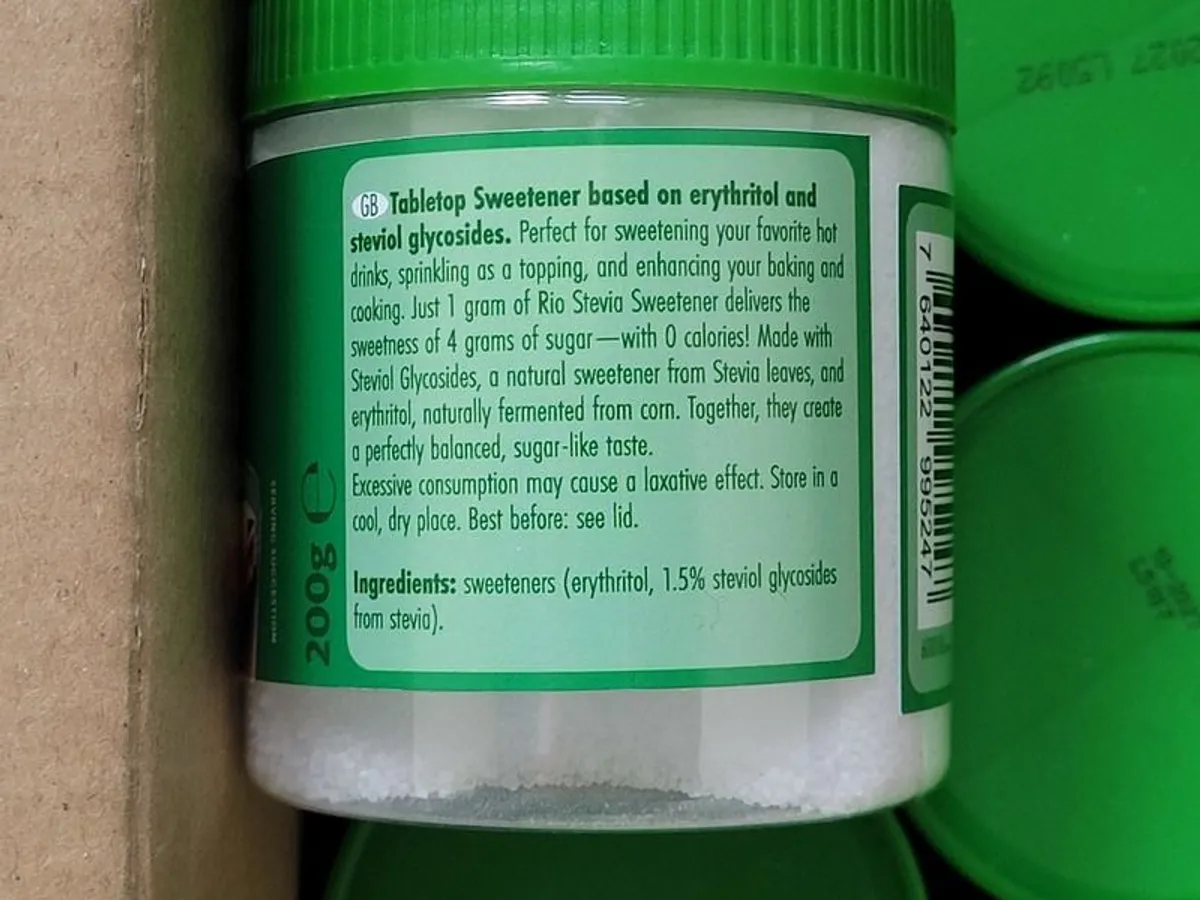 GB Tabletop Sweetener based on erythritol and
steviol glycosides. Perfect for sweetening your favorite hot
drinks, sprinkling as a topping, and enhancing your baking and
cooking. Just 1 gram of Rio Stevia Sweetener delivers the
sweetness of 4 grams of sugar—with 0 calories! Made with
Steviol Glycosides, a natural sweetener from Stevia leaves, and
erythritol, naturally fermented from corn. Together, they create
a perfectly balanced, sugar-like taste.
Excessive consumption may cause a laxative effect. Store in a
cool, dry place. Best before: see lid.
Ingredients: sweeteners (erythritol, 1.5% steviol glycosides
from stevia).
200g ℮
SERVING SUGGESTION
7 640122 995247